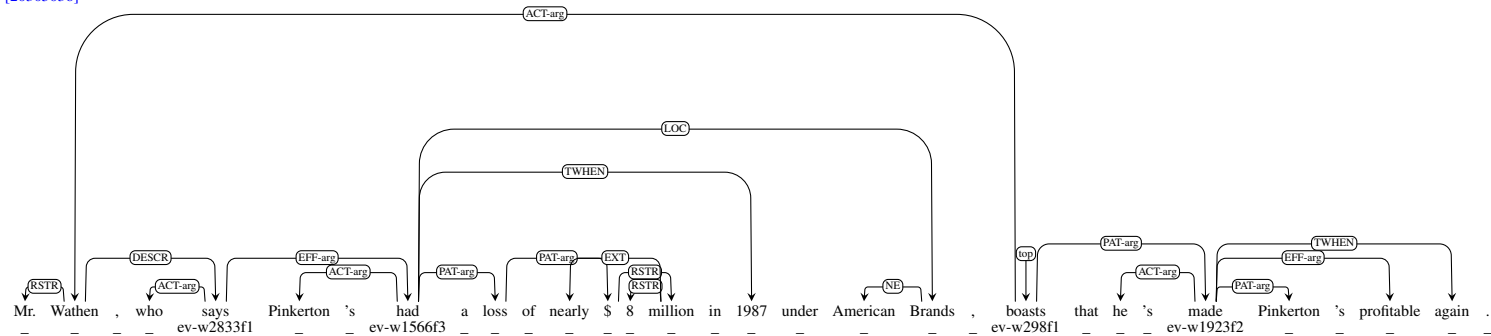 [20363036]
ACT-arg
LOC
TWHEN
PAT-arg TWHEN
DESCR EFF-arg PAT-arg EXT top EFF-arg
ACT-arg RSTR ACT-arg
RSTR ACT-arg PAT-arg RSTR NE PAT-arg
Mr. Wathen , who says Pinkerton 's had a loss of nearly $ 8 million in 1987 under American Brands , boasts that he 's made Pinkerton 's profitable again .
_ _ _ _ ev-w2833f1 _ _ ev-w1566f3 _ _ _ _ _ _ _ _ _ _ _ _ _ ev-w298f1 _ _ _ ev-w1923f2 _ _ _ _ _